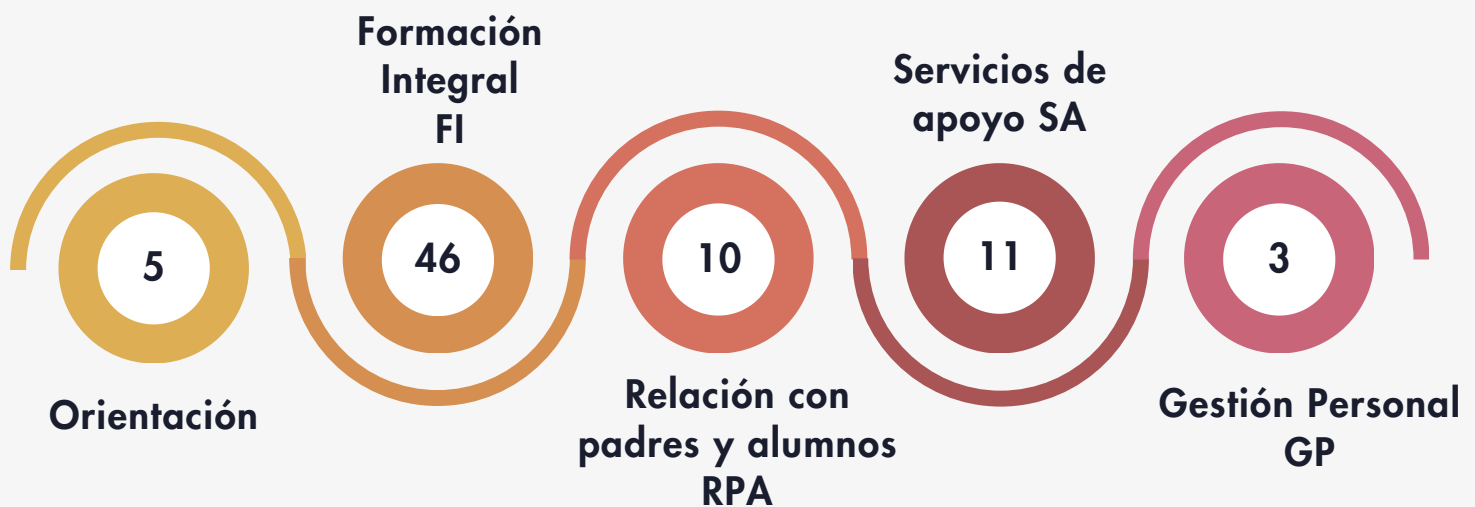 5
Orientación
Formación
Integral
FI
46
10
Relación con
padres y alumnos
RPA
Servicios de
apoyo SA
11
3
Gestión Personal
GP